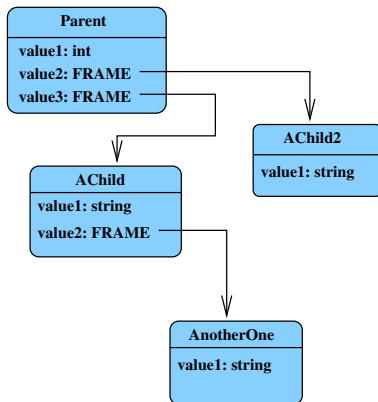 Parent
value1: int
value2: FRAME
value3: FRAME
AChild2
value1: string
AChild
value1: string
value2: FRAME
AnotherOne
value1: string